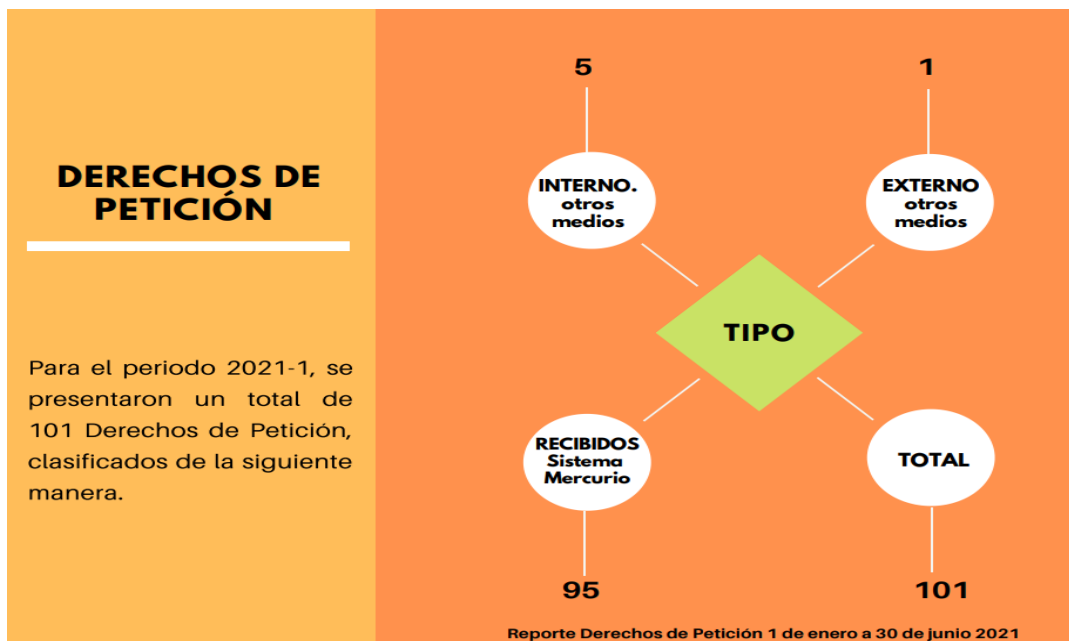 DERECHOS DE
PETICIÓN
Para el periodo 2021-1, se
presentaron un total de
101 Derechos de Petición,
clasificados de la siguiente
manera.
5
1
INTERNO.
otros
medios
EXTERNO
otros
medios
TIPO
RECIBIDOS
Sistema
Mercurio
TOTAL
95
101
Reporte Derechos de Petición 1 de enero a 30 de junio 2021